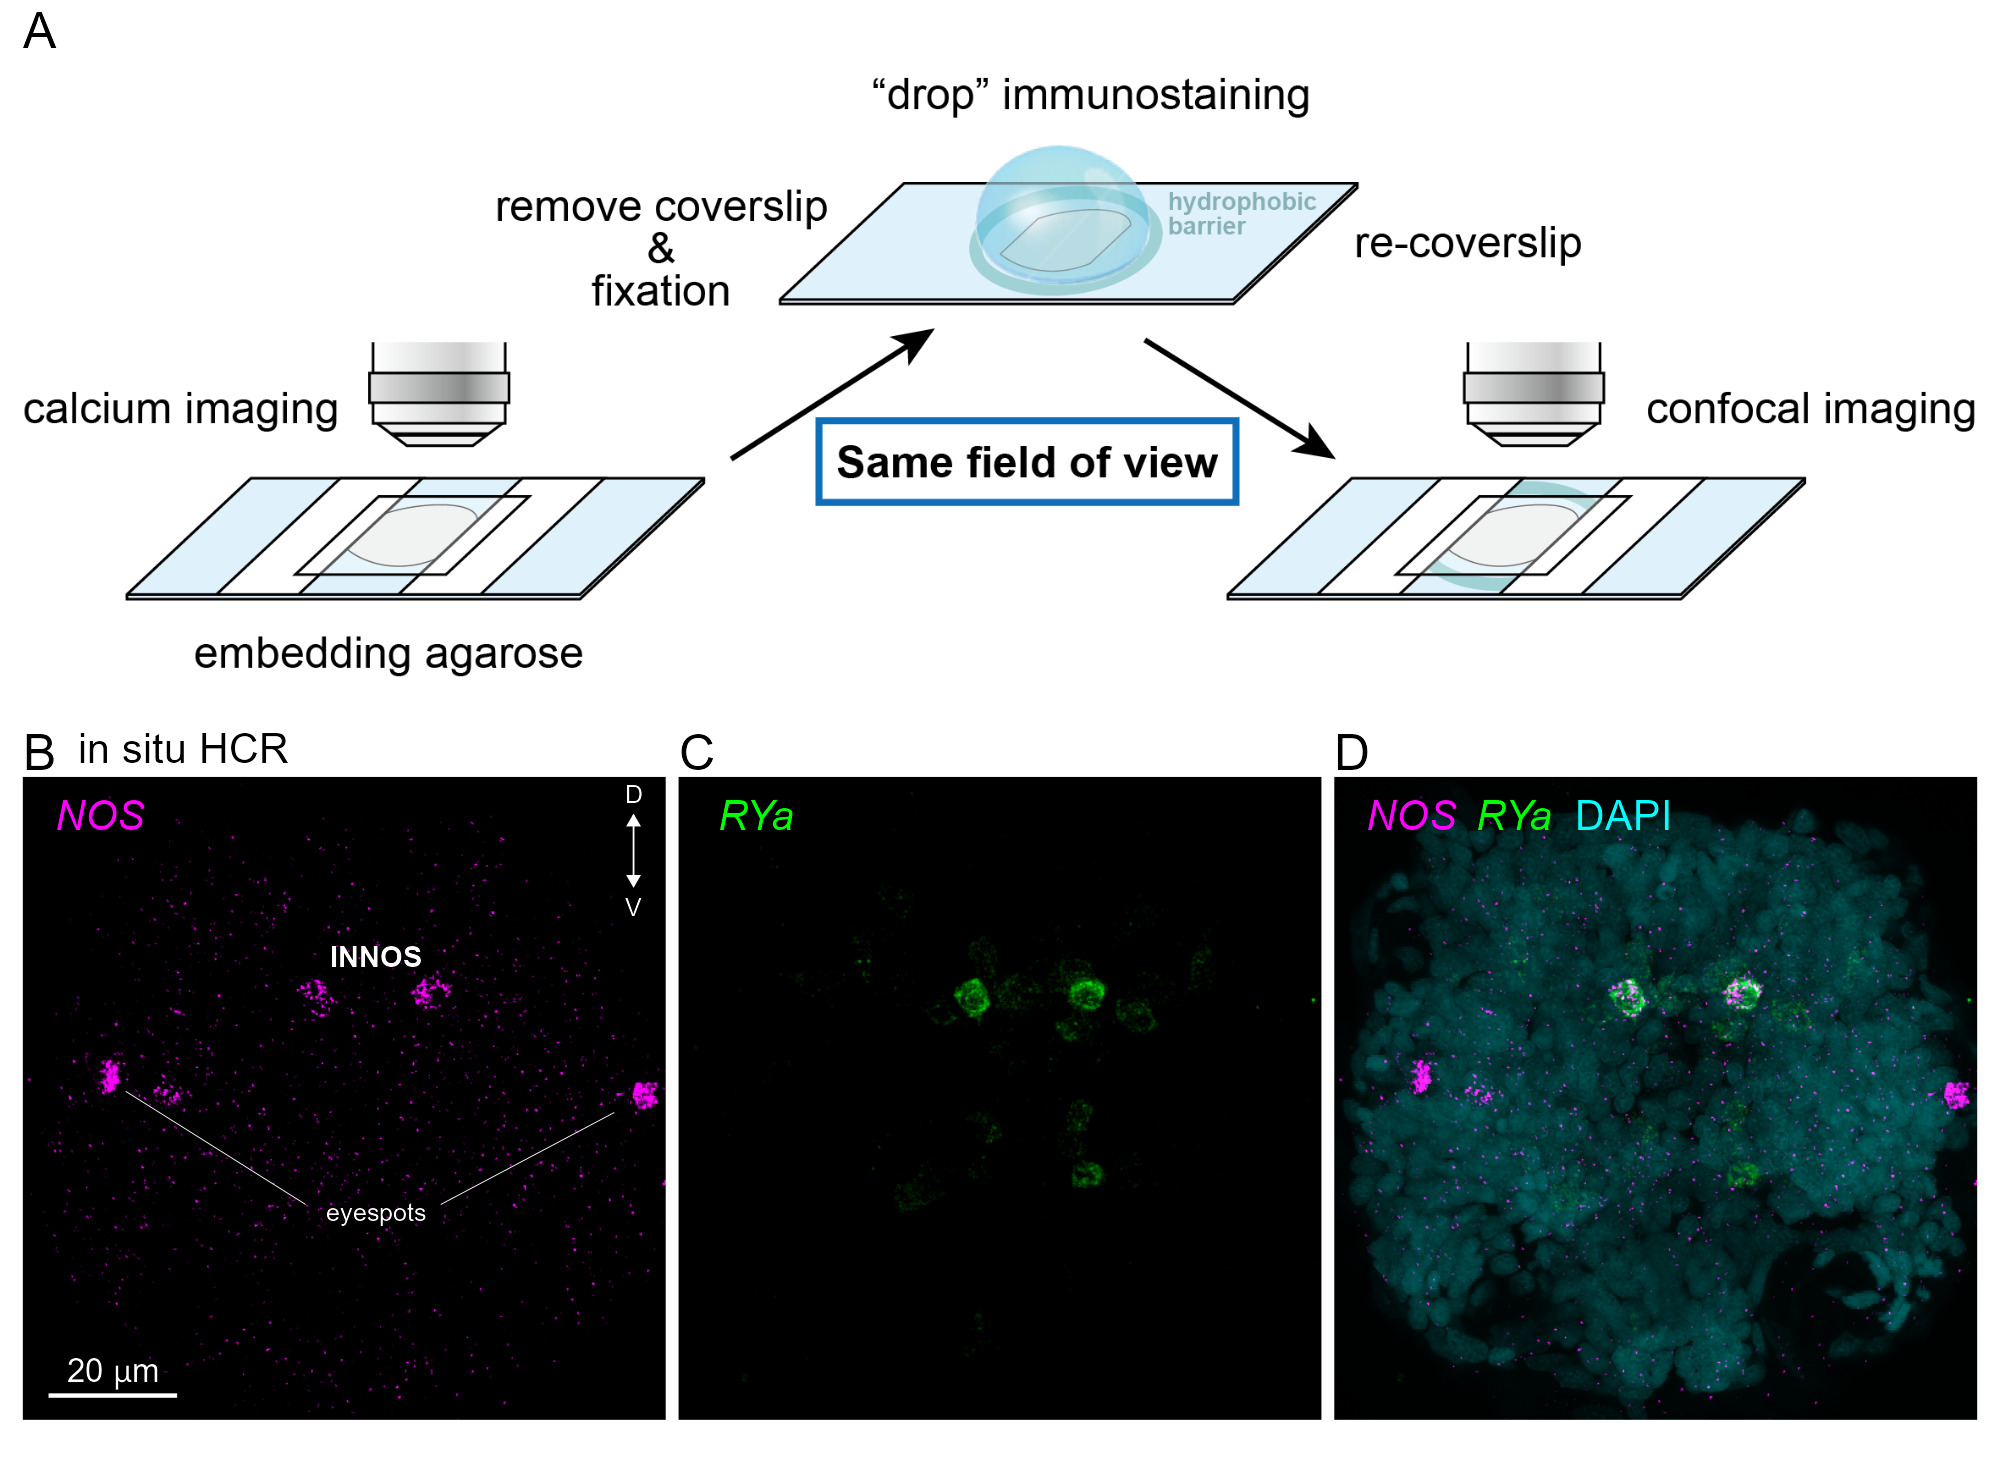 A
“drop” immunostaining
remove coverslip
&
fixation
hydrophobic
barrier
re-coverslip
calcium imaging
Same field of view
confocal imaging
embedding agarose
B in situ HCR
NOS
D
V
INNOS
eyespots
20 µm
C
RYa
D
NOS RYa DAPI